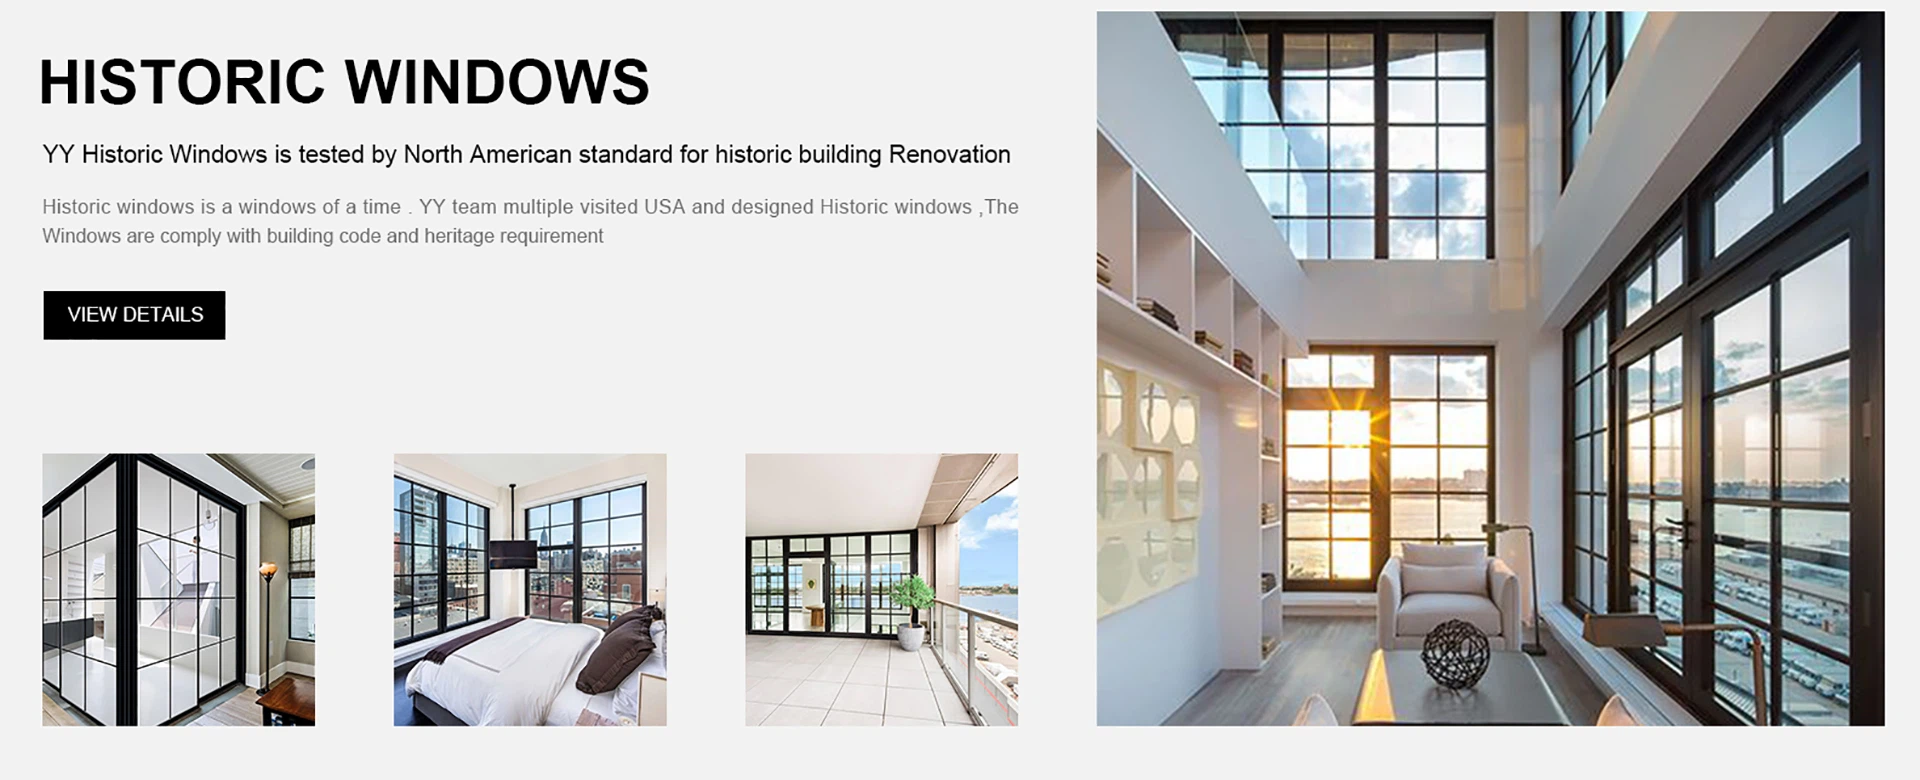 HISTORIC WINDOWS
YY Historic Windows is tested by North American standard for historic building Renovation
Historic windows is a windows of a time . YY team multiple visited USA and designed Historic windows ,The
Windows are comply with building code and heritage requirement
VIEW DETAILS